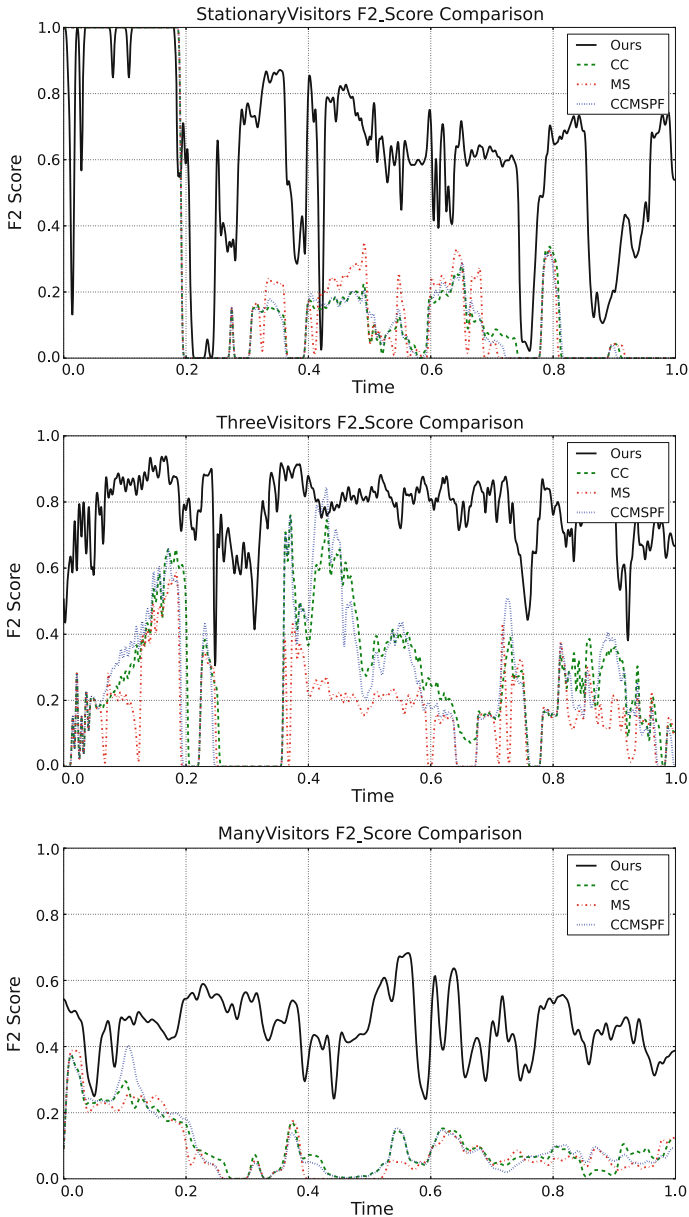 StationaryVisitors F2_Score Comparison
1.0
0.8
0.6
0.4
0.2
0.0
F2 Score
Ours
CC
MS
CCMSPF
0.0 0.2 0.4 0.6 0.8 1.0
Time
ThreeVisitors F2_Score Comparison
1.0
0.8
0.6
0.4
0.2
0.0
F2 Score
Ours
CC
MS
CCMSPF
0.0 0.2 0.4 0.6 0.8 1.0
Time
ManyVisitors F2_Score Comparison
1.0
0.8
0.6
0.4
0.2
0.0
F2 Score
Ours
CC
MS
CCMSPF
0.0 0.2 0.4 0.6 0.8 1.0
Time